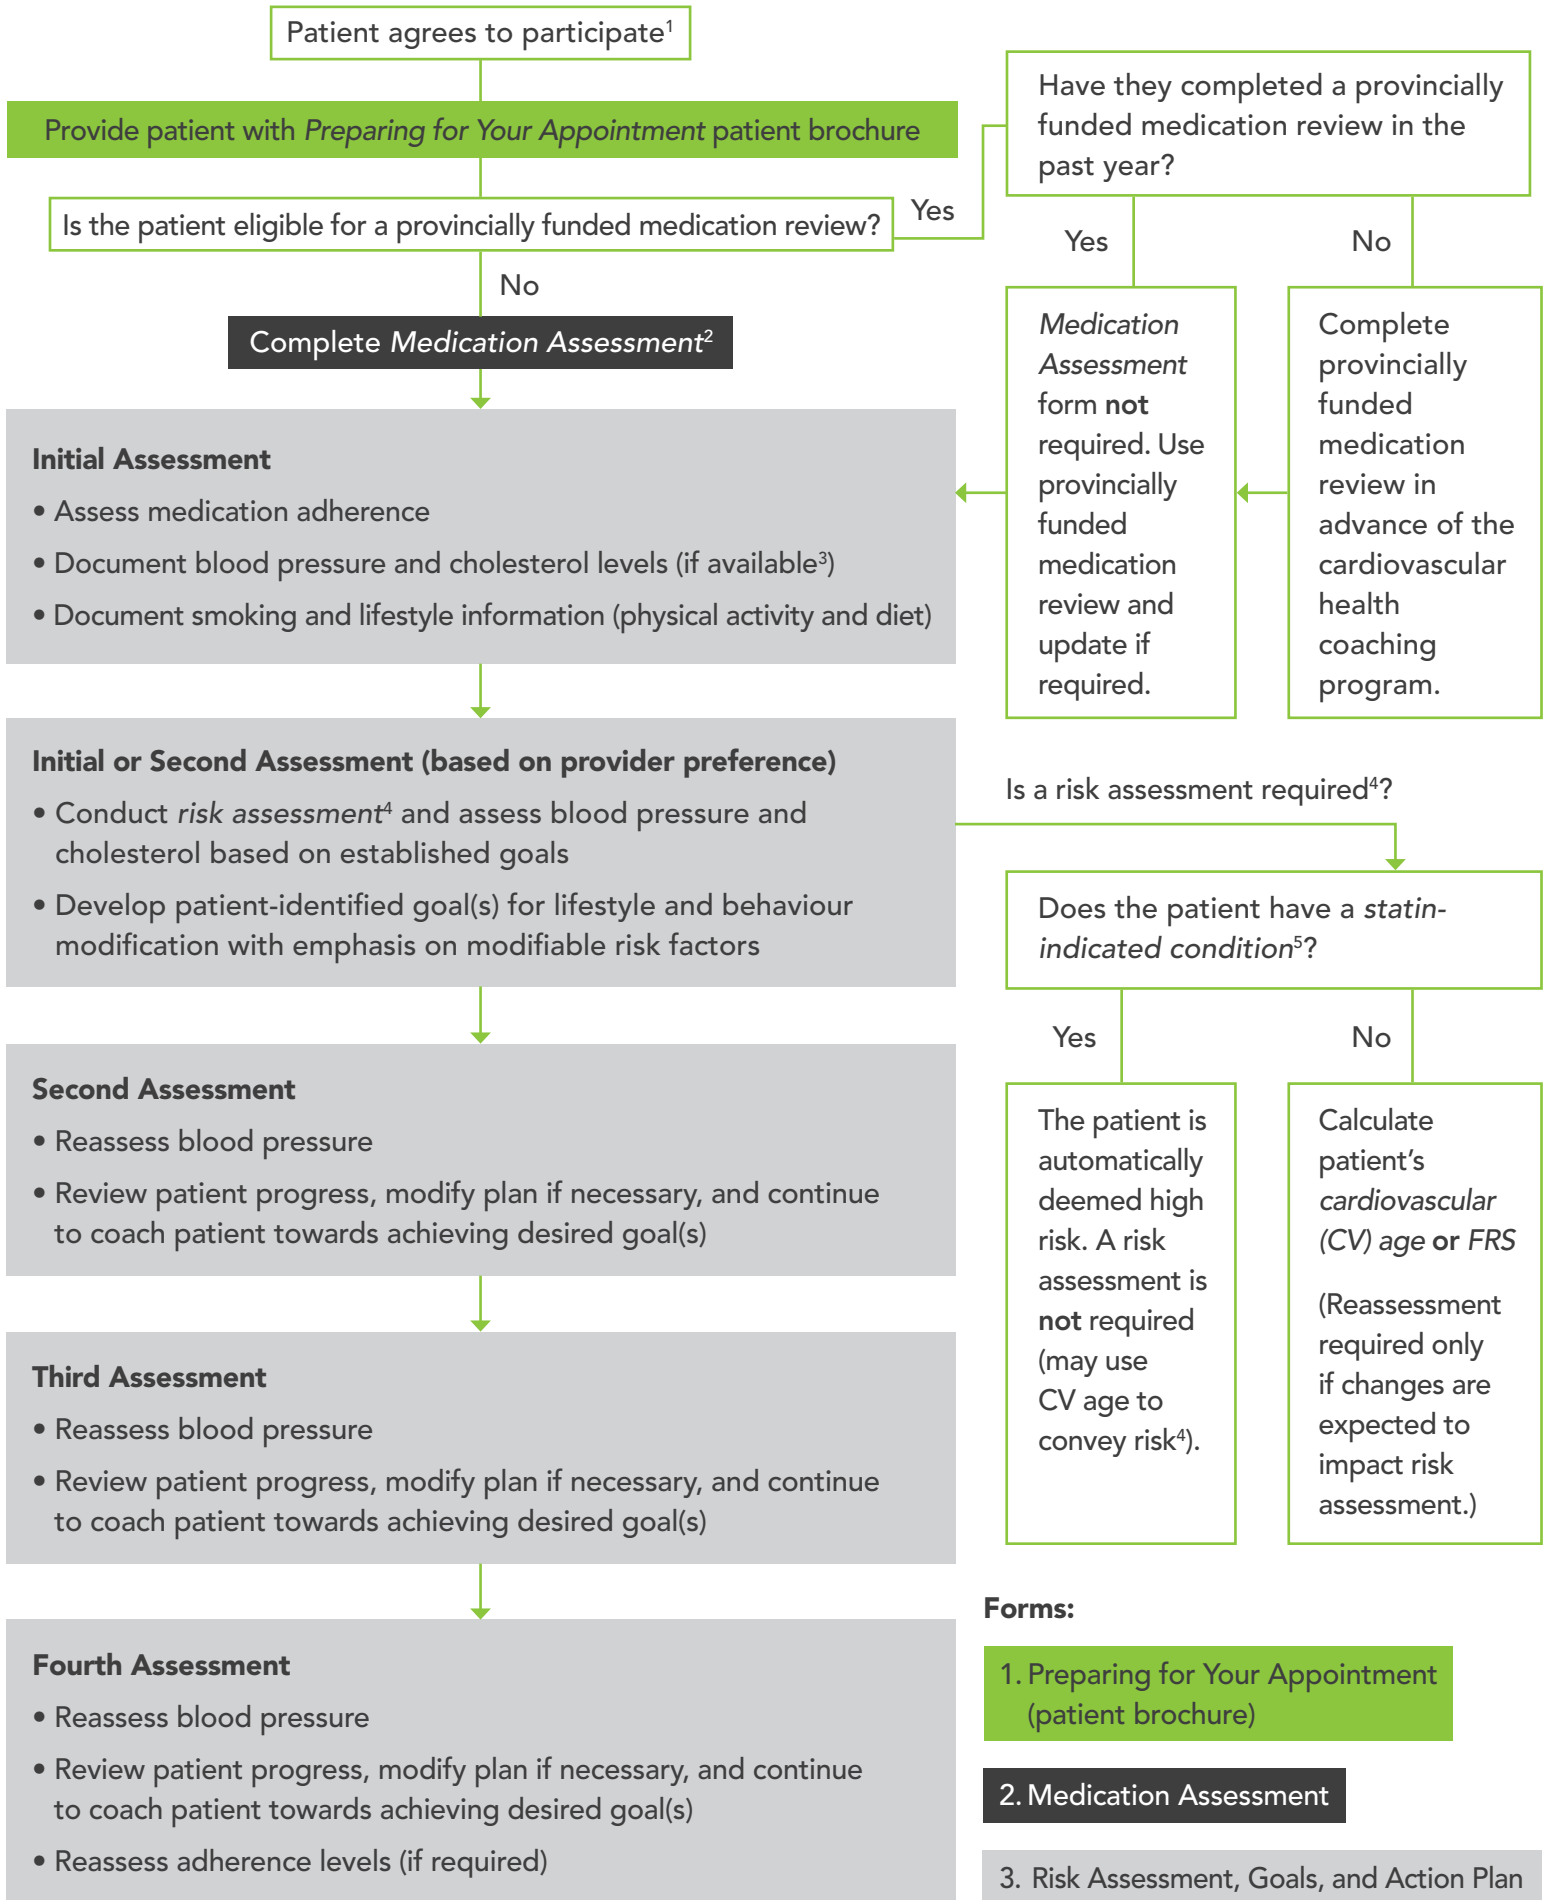 Patient agrees to participate¹
Provide patient with Preparing for Your Appointment patient brochure
Is the patient eligible for a provincially funded medication review?
Yes
No
Complete Medication Assessment²
Have they completed a provincially
funded medication review in the
past year?
Yes
No
Medication
Assessment
form not
required. Use
provincially
funded
medication
review and
update if
required.
Complete
provincially
funded
medication
review in
advance of the
cardiovascular
health
coaching
program.
Initial Assessment
• Assess medication adherence
• Document blood pressure and cholesterol levels (if available³)
• Document smoking and lifestyle information (physical activity and diet)
Initial or Second Assessment (based on provider preference)
• Conduct risk assessment⁴ and assess blood pressure and
cholesterol based on established goals
• Develop patient-identified goal(s) for lifestyle and behaviour
modification with emphasis on modifiable risk factors
Is a risk assessment required⁴?
Does the patient have a statin-
indicated condition⁵?
Yes
No
The patient is
automatically
deemed high
risk. A risk
assessment is
not required
(may use
CV age to
convey risk⁴).
Calculate
patient's
cardiovascular
(CV) age or FRS
(Reassessment
required only
if changes are
expected to
impact risk
assessment.)
Second Assessment
• Reassess blood pressure
• Review patient progress, modify plan if necessary, and continue
to coach patient towards achieving desired goal(s)
Third Assessment
• Reassess blood pressure
• Review patient progress, modify plan if necessary, and continue
to coach patient towards achieving desired goal(s)
Fourth Assessment
• Reassess blood pressure
• Review patient progress, modify plan if necessary, and continue
to coach patient towards achieving desired goal(s)
• Reassess adherence levels (if required)
Forms:
1. Preparing for Your Appointment
(patient brochure)
2. Medication Assessment
3. Risk Assessment, Goals, and Action Plan